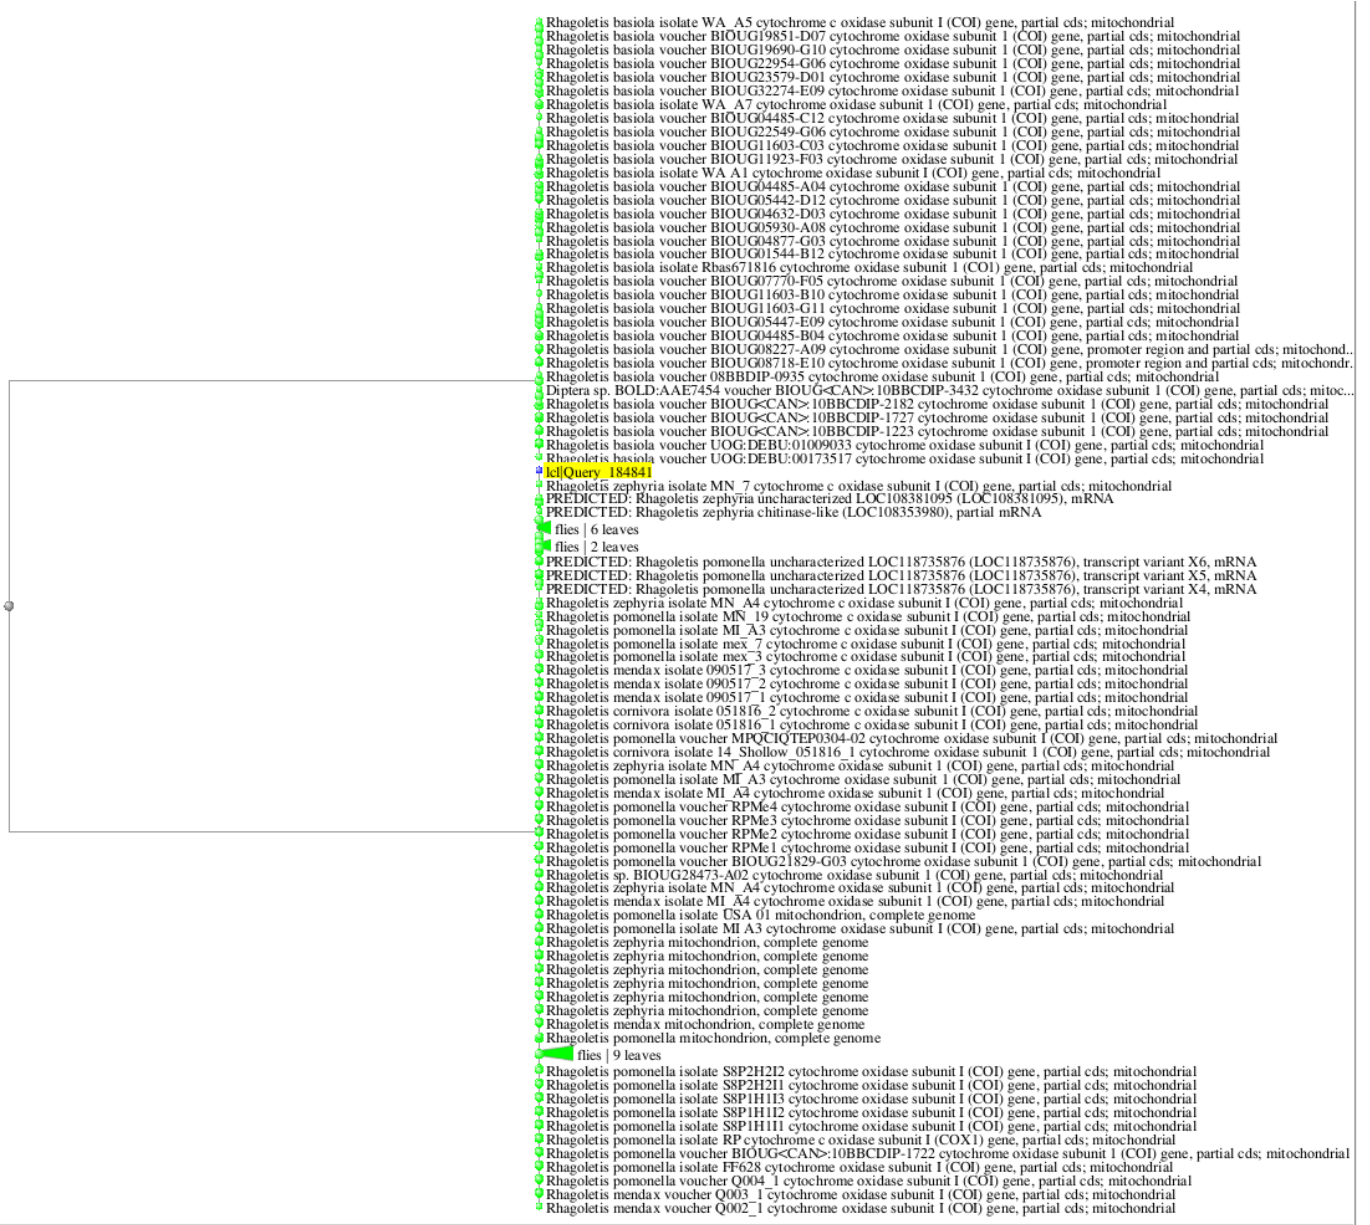 Rhagoletis basiola isolate WA_A5 cytochrome c oxidase subunit I (COI) gene, partial cds; mitochondrial
Rhagoletis basiola voucher BIOUG19851-D07 cytochrome oxidase subunit 1 (COI) gene, partial cds; mitochondrial
Rhagoletis basiola voucher BIOUG19690-G10 cytochrome oxidase subunit 1 (COI) gene, partial cds; mitochondrial
Rhagoletis basiola voucher BIOUG22954-G06 cytochrome oxidase subunit 1 (COI) gene, partial cds; mitochondrial
Rhagoletis basiola voucher BIOUG23579-D01 cytochrome oxidase subunit 1 (COI) gene, partial cds; mitochondrial
Rhagoletis basiola voucher BIOUG32274-E09 cytochrome oxidase subunit 1 (COI) gene, partial cds; mitochondrial
Rhagoletis basiola isolate WA_A7 cytochrome oxidase subunit 1 (COI) gene, partial cds; mitochondrial
Rhagoletis basiola voucher BIOUG04485-C12 cytochrome oxidase subunit 1 (COI) gene, partial cds; mitochondrial
Rhagoletis basiola voucher BIOUG22549-G06 cytochrome oxidase subunit 1 (COI) gene, partial cds; mitochondrial
Rhagoletis basiola voucher BIOUG11603-C03 cytochrome oxidase subunit 1 (COI) gene, partial cds; mitochondrial
Rhagoletis basiola voucher BIOUG11923-F03 cytochrome oxidase subunit 1 (COI) gene, partial cds; mitochondrial
Rhagoletis basiola isolate WA A1 cytochrome oxidase subunit I (COI) gene, partial cds; mitochondrial
Rhagoletis basiola voucher BIOUG04485-A04 cytochrome oxidase subunit 1 (COI) gene, partial cds; mitochondrial
Rhagoletis basiola voucher BIOUG05442-D12 cytochrome oxidase subunit 1 (COI) gene, partial cds; mitochondrial
Rhagoletis basiola voucher BIOUG04632-D03 cytochrome oxidase subunit 1 (COI) gene, partial cds; mitochondrial
Rhagoletis basiola voucher BIOUG05930-A08 cytochrome oxidase subunit 1 (COI) gene, partial cds; mitochondrial
Rhagoletis basiola voucher BIOUG04877-G03 cytochrome oxidase subunit 1 (COI) gene, partial cds; mitochondrial
Rhagoletis basiola voucher BIOUG01544-B12 cytochrome oxidase subunit 1 (COI) gene, partial cds; mitochondrial
Rhagoletis basiola isolate Rbas671816 cytochrome oxidase subunit 1 (CO1) gene, partial cds; mitochondrial
Rhagoletis basiola voucher BIOUG07770-F05 cytochrome oxidase subunit 1 (COI) gene, partial cds; mitochondrial
Rhagoletis basiola voucher BIOUG11603-B10 cytochrome oxidase subunit 1 (COI) gene, partial cds; mitochondrial
Rhagoletis basiola voucher BIOUG11603-G11 cytochrome oxidase subunit 1 (COI) gene, partial cds; mitochondrial
Rhagoletis basiola voucher BIOUG05447-E09 cytochrome oxidase subunit 1 (COI) gene, partial cds; mitochondrial
Rhagoletis basiola voucher BIOUG04485-B04 cytochrome oxidase subunit 1 (COI) gene, partial cds; mitochondrial
Rhagoletis basiola voucher BIOUG08227-A09 cytochrome oxidase subunit 1 (COI) gene, promoter region and partial cds; mitochond...
Rhagoletis basiola voucher BIOUG08718-E10 cytochrome oxidase subunit 1 (COI) gene, promoter region and partial cds; mitochondr...
Rhagoletis basiola voucher 08BBDIP-0935 cytochrome oxidase subunit 1 (COI) gene, partial cds; mitochondrial
Diptera sp. BOLD:AAE7454 voucher BIOUG<CAN>:10BBCDIP-3432 cytochrome oxidase subunit 1 (COI) gene, partial cds; mitoc...
Rhagoletis basiola voucher BIOUG<CAN>:10BBCDIP-2182 cytochrome oxidase subunit 1 (COI) gene, partial cds; mitochondrial
Rhagoletis basiola voucher BIOUG<CAN>:10BBCDIP-1727 cytochrome oxidase subunit 1 (COI) gene, partial cds; mitochondrial
Rhagoletis basiola voucher BIOUG<CAN>:10BBCDIP-1223 cytochrome oxidase subunit 1 (COI) gene, partial cds; mitochondrial
Rhagoletis basiola voucher UOG:DEBU:01009033 cytochrome oxidase subunit I (COI) gene, partial cds; mitochondrial
Rhagoletis basiola voucher UOG:DEBU:00173517 cytochrome oxidase subunit I (COI) gene, partial cds; mitochondrial
lcl|Query_184841
Rhagoletis zephyria isolate MN_7 cytochrome c oxidase subunit I (COI) gene, partial cds; mitochondrial
PREDICTED: Rhagoletis zephyria uncharacterized LOC108381095 (LOC108381095), mRNA
PREDICTED: Rhagoletis zephyria chitinase-like (LOC108353980), partial mRNA
flies | 6 leaves
flies | 2 leaves
PREDICTED: Rhagoletis pomonella uncharacterized LOC118735876 (LOC118735876), transcript variant X6, mRNA
PREDICTED: Rhagoletis pomonella uncharacterized LOC118735876 (LOC118735876), transcript variant X5, mRNA
PREDICTED: Rhagoletis pomonella uncharacterized LOC118735876 (LOC118735876), transcript variant X4, mRNA
Rhagoletis zephyria isolate MN_A4 cytochrome c oxidase subunit I (COI) gene, partial cds; mitochondrial
Rhagoletis pomonella isolate MN_19 cytochrome c oxidase subunit I (COI) gene, partial cds; mitochondrial
Rhagoletis pomonella isolate MI_A3 cytochrome c oxidase subunit I (COI) gene, partial cds; mitochondrial
Rhagoletis pomonella isolate mex_7 cytochrome c oxidase subunit I (COI) gene, partial cds; mitochondrial
Rhagoletis pomonella isolate mex_3 cytochrome c oxidase subunit I (COI) gene, partial cds; mitochondrial
Rhagoletis mendax isolate 090517_3 cytochrome c oxidase subunit I (COI) gene, partial cds; mitochondrial
Rhagoletis mendax isolate 090517_2 cytochrome c oxidase subunit I (COI) gene, partial cds; mitochondrial
Rhagoletis mendax isolate 090517_1 cytochrome c oxidase subunit I (COI) gene, partial cds; mitochondrial
Rhagoletis cornivora isolate 051816_2 cytochrome c oxidase subunit I (COI) gene, partial cds; mitochondrial
Rhagoletis cornivora isolate 051816_1 cytochrome c oxidase subunit I (COI) gene, partial cds; mitochondrial
Rhagoletis pomonella voucher MPQCIQTEP0304-02 cytochrome oxidase subunit I (COI) gene, partial cds; mitochondrial
Rhagoletis cornivora isolate 14_Shollow_051816_1 cytochrome oxidase subunit 1 (COI) gene, partial cds; mitochondrial
Rhagoletis zephyria isolate MN_A4 cytochrome oxidase subunit 1 (COI) gene, partial cds; mitochondrial
Rhagoletis pomonella isolate MI_A3 cytochrome oxidase subunit 1 (COI) gene, partial cds; mitochondrial
Rhagoletis mendax isolate MI_A4 cytochrome oxidase subunit 1 (COI) gene, partial cds; mitochondrial
Rhagoletis pomonella voucher RPMe4 cytochrome oxidase subunit I (COI) gene, partial cds; mitochondrial
Rhagoletis pomonella voucher RPMe3 cytochrome oxidase subunit I (COI) gene, partial cds; mitochondrial
Rhagoletis pomonella voucher RPMe2 cytochrome oxidase subunit I (COI) gene, partial cds; mitochondrial
Rhagoletis pomonella voucher RPMe1 cytochrome oxidase subunit I (COI) gene, partial cds; mitochondrial
Rhagoletis pomonella voucher BIOUG21829-G03 cytochrome oxidase subunit 1 (COI) gene, partial cds; mitochondrial
Rhagoletis sp. BIOUG28473-A02 cytochrome oxidase subunit 1 (COI) gene, partial cds; mitochondrial
Rhagoletis zephyria isolate MN_A4 cytochrome oxidase subunit 1 (COI) gene, partial cds; mitochondrial
Rhagoletis mendax isolate MI_A4 cytochrome oxidase subunit 1 (COI) gene, partial cds; mitochondrial
Rhagoletis pomonella isolate USA 01 mitochondrion, complete genome
Rhagoletis pomonella isolate MI A3 cytochrome oxidase subunit I (COI) gene, partial cds; mitochondrial
Rhagoletis zephyria mitochondrion, complete genome
Rhagoletis zephyria mitochondrion, complete genome
Rhagoletis zephyria mitochondrion, complete genome
Rhagoletis zephyria mitochondrion, complete genome
Rhagoletis zephyria mitochondrion, complete genome
Rhagoletis zephyria mitochondrion, complete genome
Rhagoletis mendax mitochondrion, complete genome
Rhagoletis pomonella mitochondrion, complete genome
flies | 9 leaves
Rhagoletis pomonella isolate S8P2H2I2 cytochrome oxidase subunit I (COI) gene, partial cds; mitochondrial
Rhagoletis pomonella isolate S8P2H2I1 cytochrome oxidase subunit I (COI) gene, partial cds; mitochondrial
Rhagoletis pomonella isolate S8P1H1I3 cytochrome oxidase subunit I (COI) gene, partial cds; mitochondrial
Rhagoletis pomonella isolate S8P1H1I2 cytochrome oxidase subunit I (COI) gene, partial cds; mitochondrial
Rhagoletis pomonella isolate S8P1H1I1 cytochrome oxidase subunit I (COI) gene, partial cds; mitochondrial
Rhagoletis pomonella isolate RP cytochrome c oxidase subunit I (COX1) gene, partial cds; mitochondrial
Rhagoletis pomonella voucher BIOUG<CAN>:10BBCDIP-1722 cytochrome oxidase subunit 1 (COI) gene, partial cds; mitochondrial
Rhagoletis pomonella isolate FF628 cytochrome oxidase subunit I (COI) gene, partial cds; mitochondrial
Rhagoletis pomonella voucher Q004_1 cytochrome oxidase subunit I (COI) gene, partial cds; mitochondrial
Rhagoletis mendax voucher Q003_1 cytochrome oxidase subunit I (COI) gene, partial cds; mitochondrial
Rhagoletis mendax voucher Q002_1 cytochrome oxidase subunit I (COI) gene, partial cds; mitochondrial